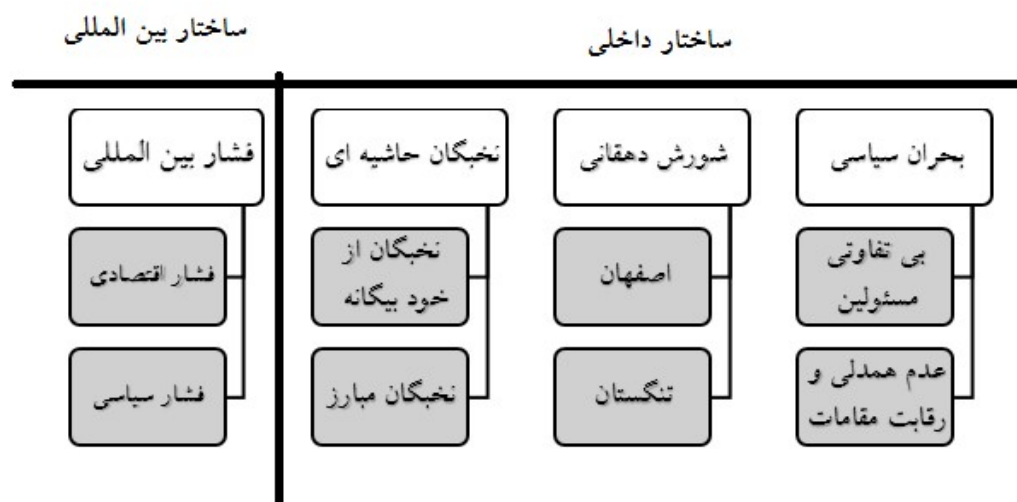 ساختار داخلی
ساختار بین المللی
بحران سیاسی
بی تفاوتی
مسئولین
عدم همدلی و
رقابت مقامات
شورش دهقانی
اصفهان
تنگستان
نخبگان حاشیه ای
نخبگان از
خود بیگانه
نخبگان مبارز
فشار بین المللی
فشار اقتصادی
فشار سیاسی